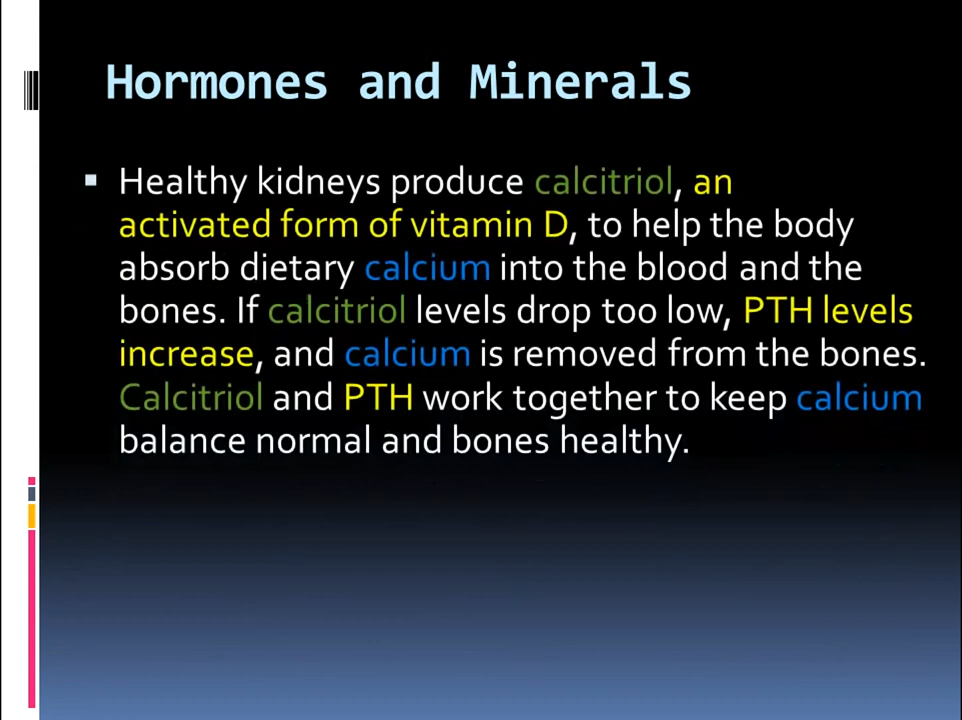 Hormones and Minerals
▪ Healthy kidneys produce calcitriol, an
activated form of vitamin D, to help the body
absorb dietary calcium into the blood and the
bones. If calcitriol levels drop too low, PTH levels
increase, and calcium is removed from the bones.
Calcitriol and PTH work together to keep calcium
balance normal and bones healthy.